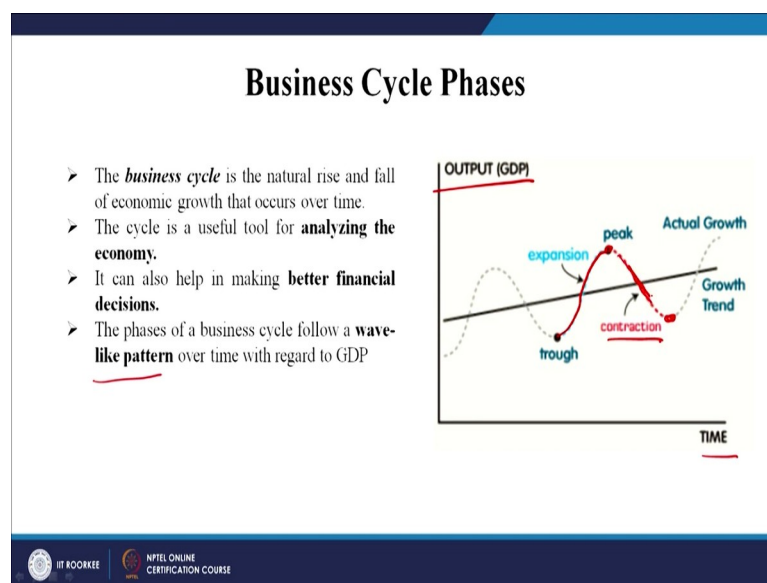 Business Cycle Phases
➢ The business cycle is the natural rise and fall
of economic growth that occurs over time.
➢ The cycle is a useful tool for analyzing the
economy.
➢ It can also help in making better financial
decisions.
➢ The phases of a business cycle follow a wave-
like pattern over time with regard to GDP
OUTPUT (GDP)
peak
Actual Growth
expansion
Growth
Trend
contraction
trough
TIME
IIT ROORKEE
NPTEL ONLINE
CERTIFICATION COURSE